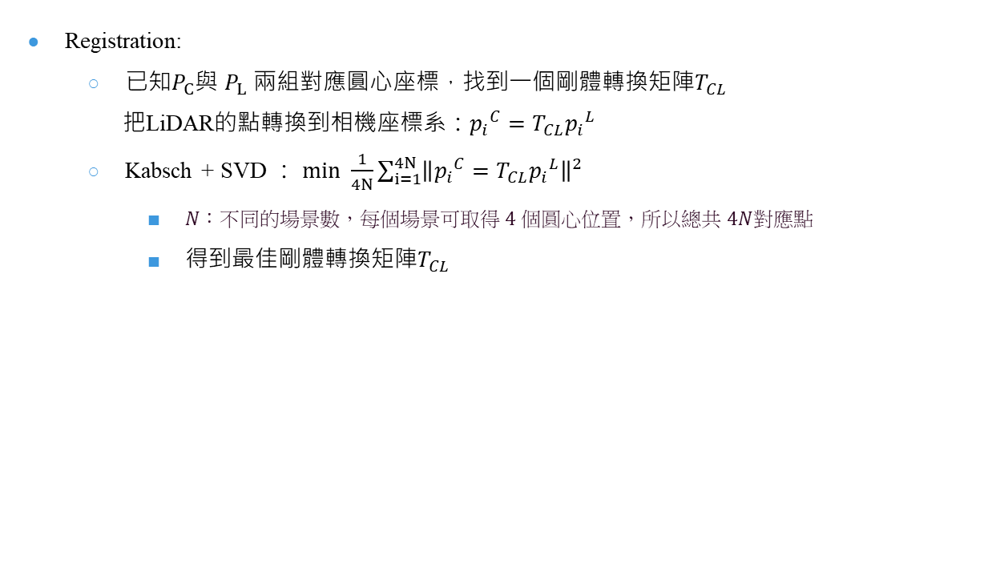 ● Registration:
○ 已知𝑃_C與 𝑃_L 兩組對應圓心座標，找到一個剛體轉換矩陣𝑇_𝐶𝐿
把LiDAR的點轉換到相機座標系：𝑝_𝑖^𝐶 = 𝑇_𝐶𝐿𝑝_𝑖^𝐿
○ Kabsch + SVD ： min 1/4N ∑_{i=1}^{4N}‖𝑝_𝑖^𝐶 = 𝑇_𝐶𝐿𝑝_𝑖^𝐿‖^2
■ 𝑁：不同的場景數，每個場景可取得 4 個圓心位置，所以總共 4𝑁對應點
■ 得到最佳剛體轉換矩陣𝑇_𝐶𝐿